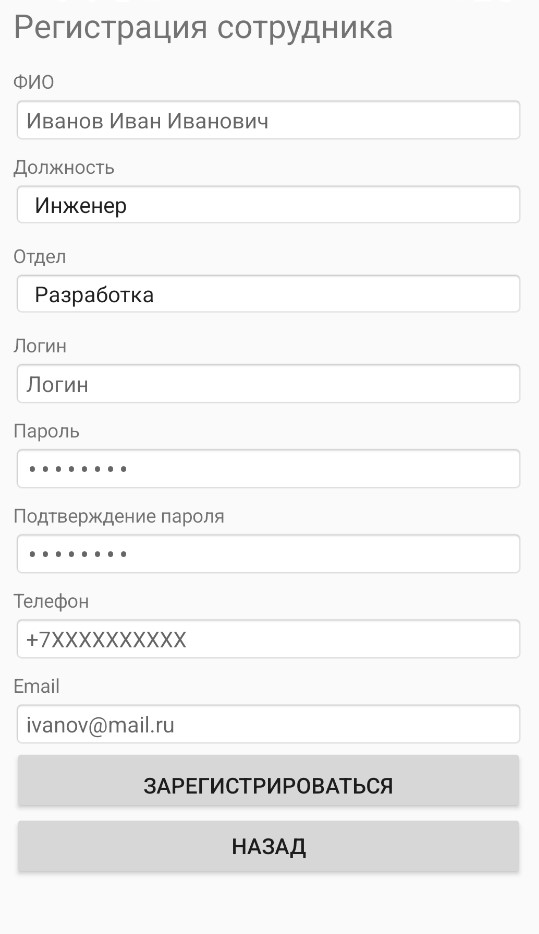 Регистрация сотрудника
ФИО
Иванов Иван Иванович
Должность
Инженер
Отдел
Разработка
Логин
Логин
Пароль
••••••••
Подтверждение пароля
••••••••
Телефон
+7XXXXXXXXXX
Email
ivanov@mail.ru
ЗАРЕГИСТРИРОВАТЬСЯ
НАЗАД